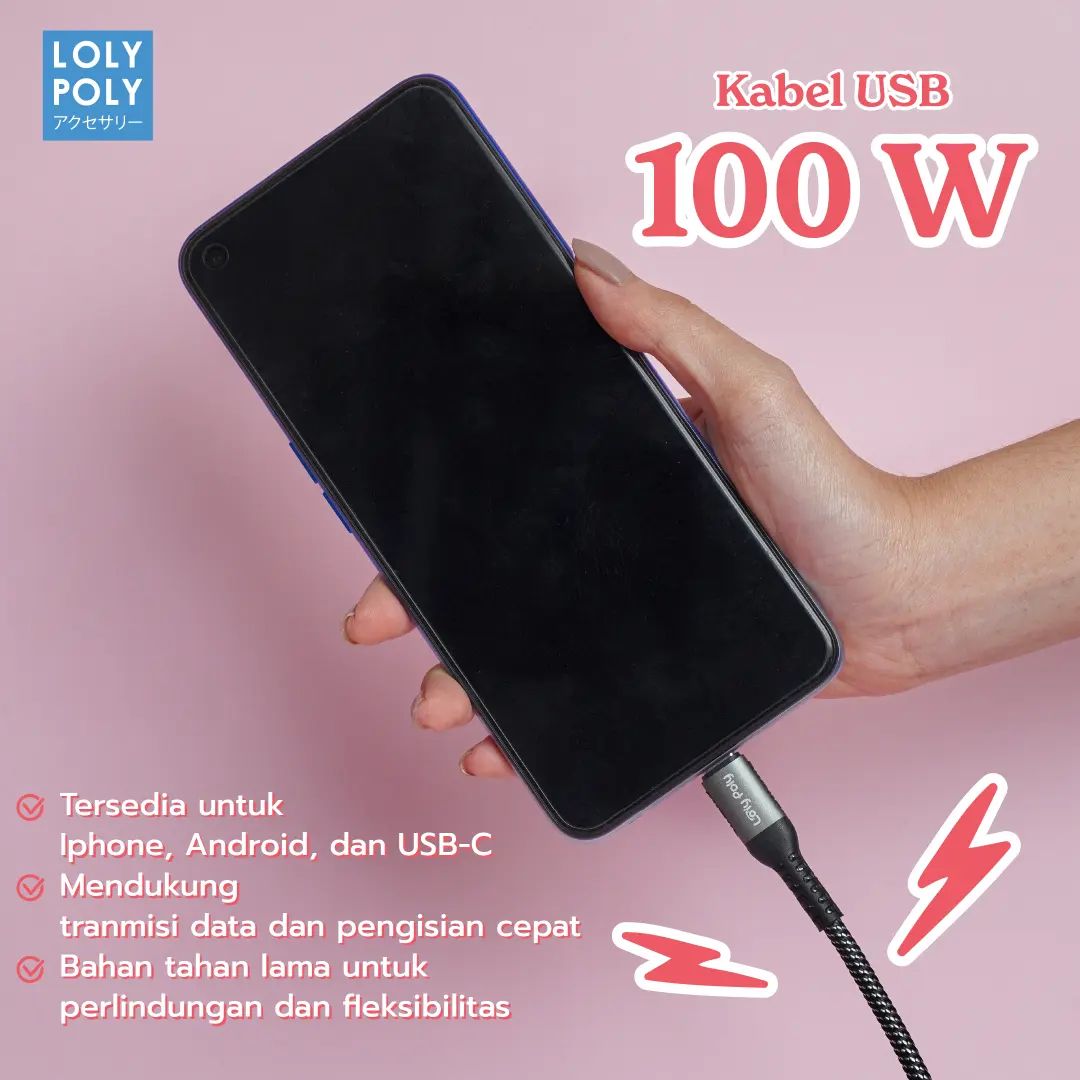 LOLY
POLY
アクセサリー
Kabel USB
100 W
Loly Poly
Tersedia untuk
Iphone, Android, dan USB-C
Mendukung
tranmisi data dan pengisian cepat
Bahan tahan lama untuk
perlindungan dan fleksibilitas